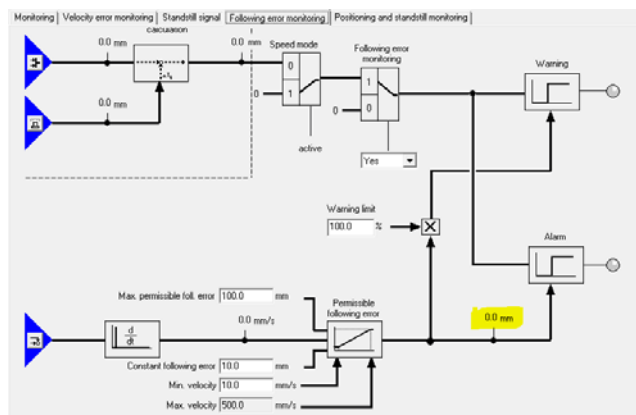 Monitoring | Velocity error monitoring | Standstill signal | Following error monitoring | Positioning and standstill monitoring
calculation
0.0 mm
0.0 mm
Speed mode
Following error
monitoring
Warning
0
1
0.0 mm
0
1
0
0
active
Yes
Warning limit
100.0 %
X
Alarm
Max. permissible foll. error 100.0 mm
Permissible
following error
0.0 mm
d
dt
0.0 mm/s
Constant following error 10.0 mm
Min. velocity 10.0 mm/s
Max. velocity 500.0 mm/s